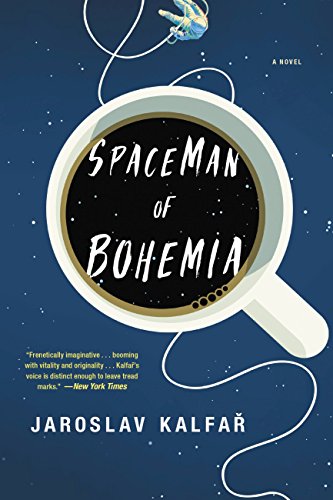 A NOVEL
SPACEMAN
OF
BOHEMIA
"Frenetically imaginative . . . booming
with vitality and originality . . . Kalfař's
voice is distinct enough to leave tread
marks." —New York Times
JAROSLAV KALFAŘ